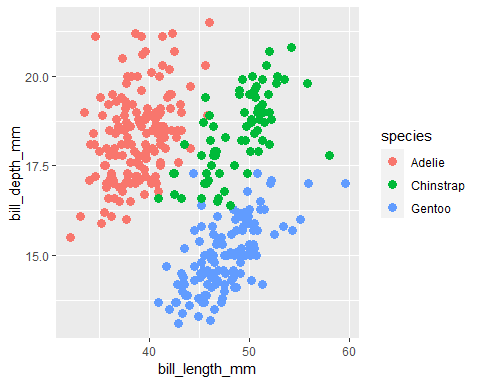 20.0
17.5
15.0
bill_depth_mm
40
50
60
bill_length_mm
species
Adelie
Chinstrap
Gentoo